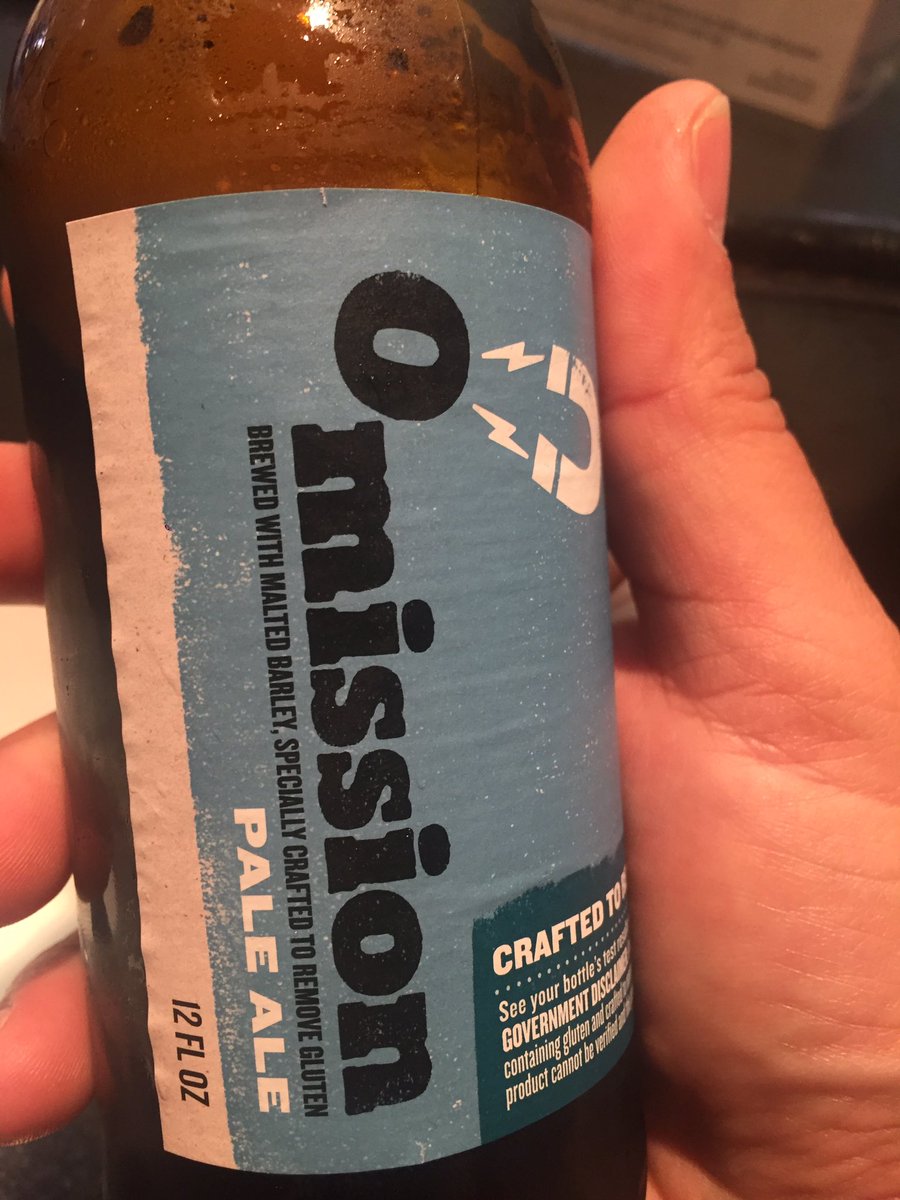 Omission
BREWED WITH MALTED BARLEY, SPECIALLY CRAFTED TO REMOVE GLUTEN
PALE ALE
12 FL OZ
CRAFTED TO
See your bottle's test
GOVERNMENT
containing gluten and
product cannot be verified